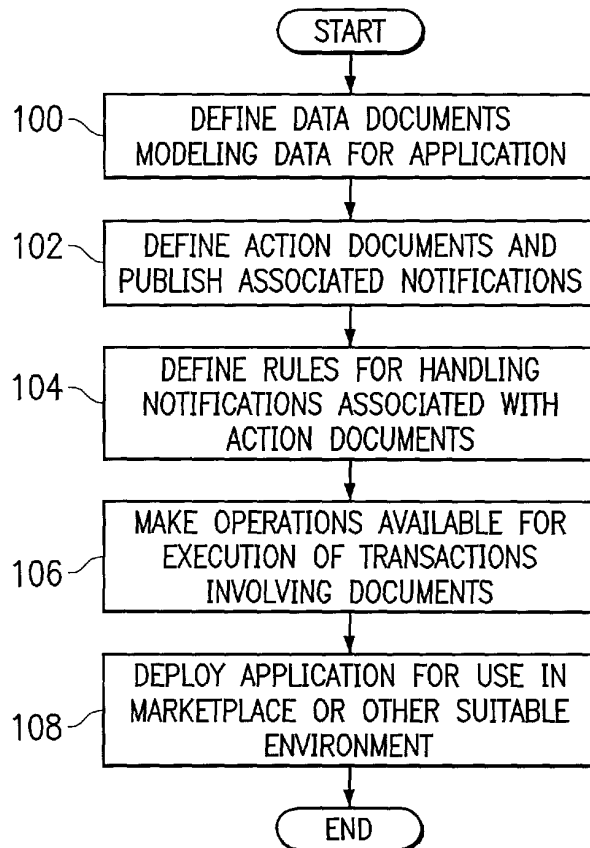 START
100
DEFINE DATA DOCUMENTS
MODELING DATA FOR APPLICATION
102
DEFINE ACTION DOCUMENTS AND
PUBLISH ASSOCIATED NOTIFICATIONS
104
DEFINE RULES FOR HANDLING
NOTIFICATIONS ASSOCIATED WITH
ACTION DOCUMENTS
106
MAKE OPERATIONS AVAILABLE FOR
EXECUTION OF TRANSACTIONS
INVOLVING DOCUMENTS
108
DEPLOY APPLICATION FOR USE IN
MARKETPLACE OR OTHER SUITABLE
ENVIRONMENT
END